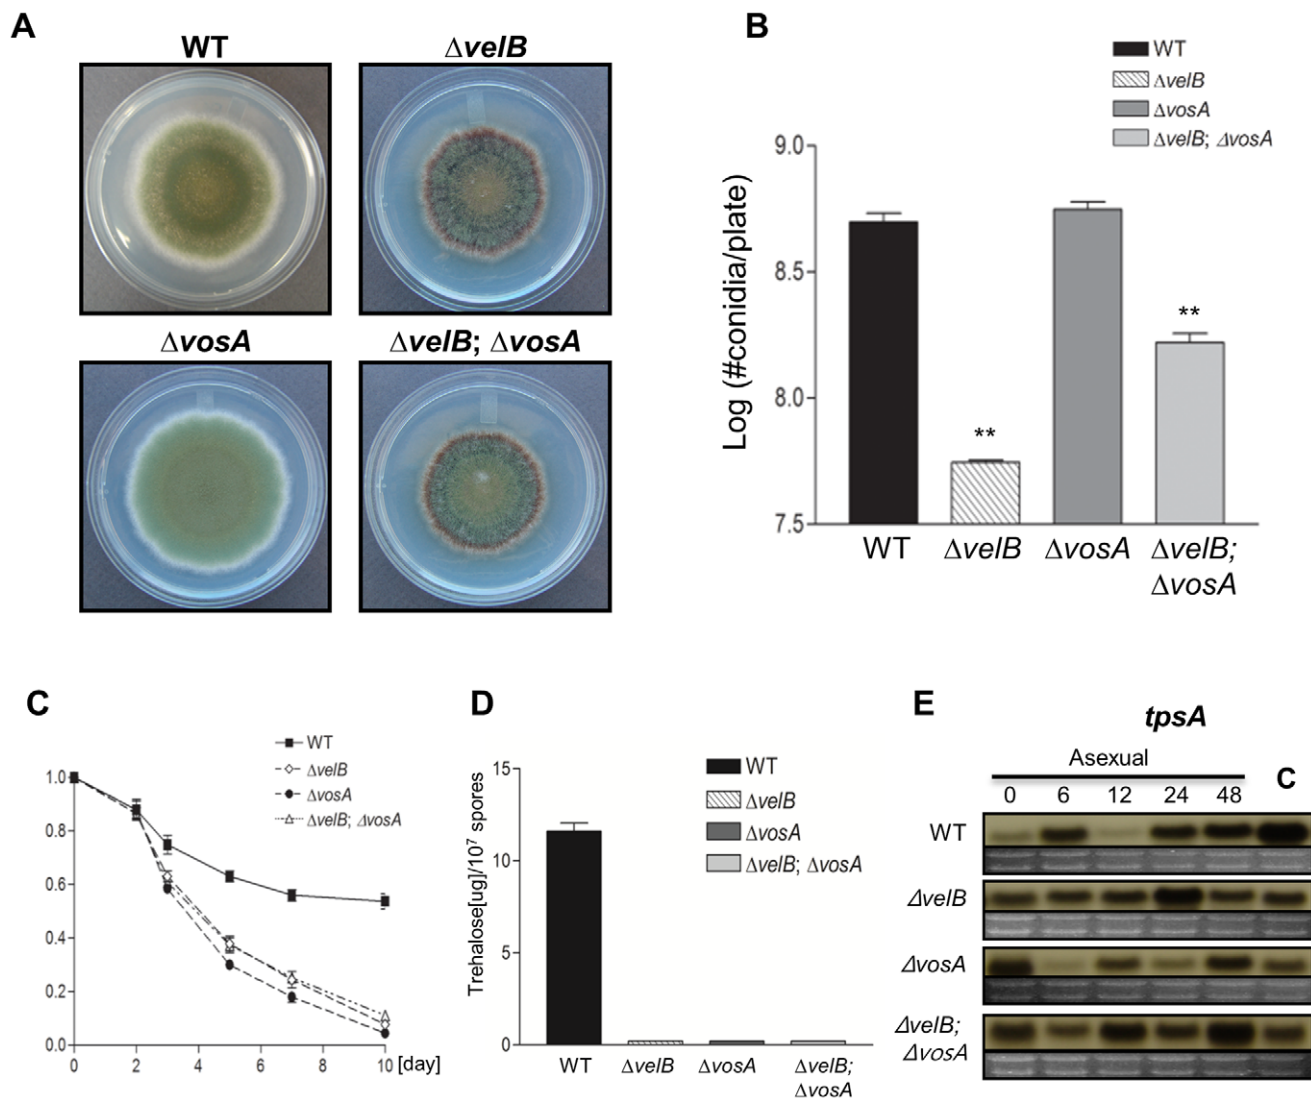 A
WT
ΔvelB
ΔvosA
ΔvelB; ΔvosA
B
WT
ΔvelB
ΔvosA
ΔvelB; ΔvosA
Log (#conidia/plate)
9.0
8.5
8.0
7.5
**
**
WT
ΔvelB
ΔvosA
ΔvelB;
ΔvosA
C
WT
ΔvelB
ΔvosA
ΔvelB; ΔvosA
1.0
0.8
0.6
0.4
0.2
0.0
0 2 4 6 8 10 [day]
D
WT
ΔvelB
ΔvosA
ΔvelB; ΔvosA
Trehalose[ug]/10⁷ spores
15
10
5
0
WT
ΔvelB
ΔvosA
ΔvelB;
ΔvosA
E
tpsA
Asexual
0 6 12 24 48 C
WT
ΔvelB
ΔvosA
ΔvelB;
ΔvosA